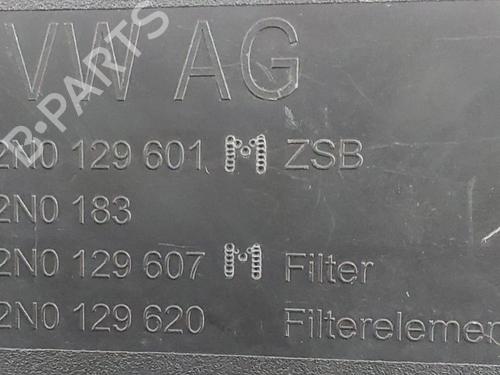 VW AG
2N0 129 601 M ZSB
2N0 183
2N0 129 607 M Filter
2N0 129 620 Filterelemen
B-PARTS